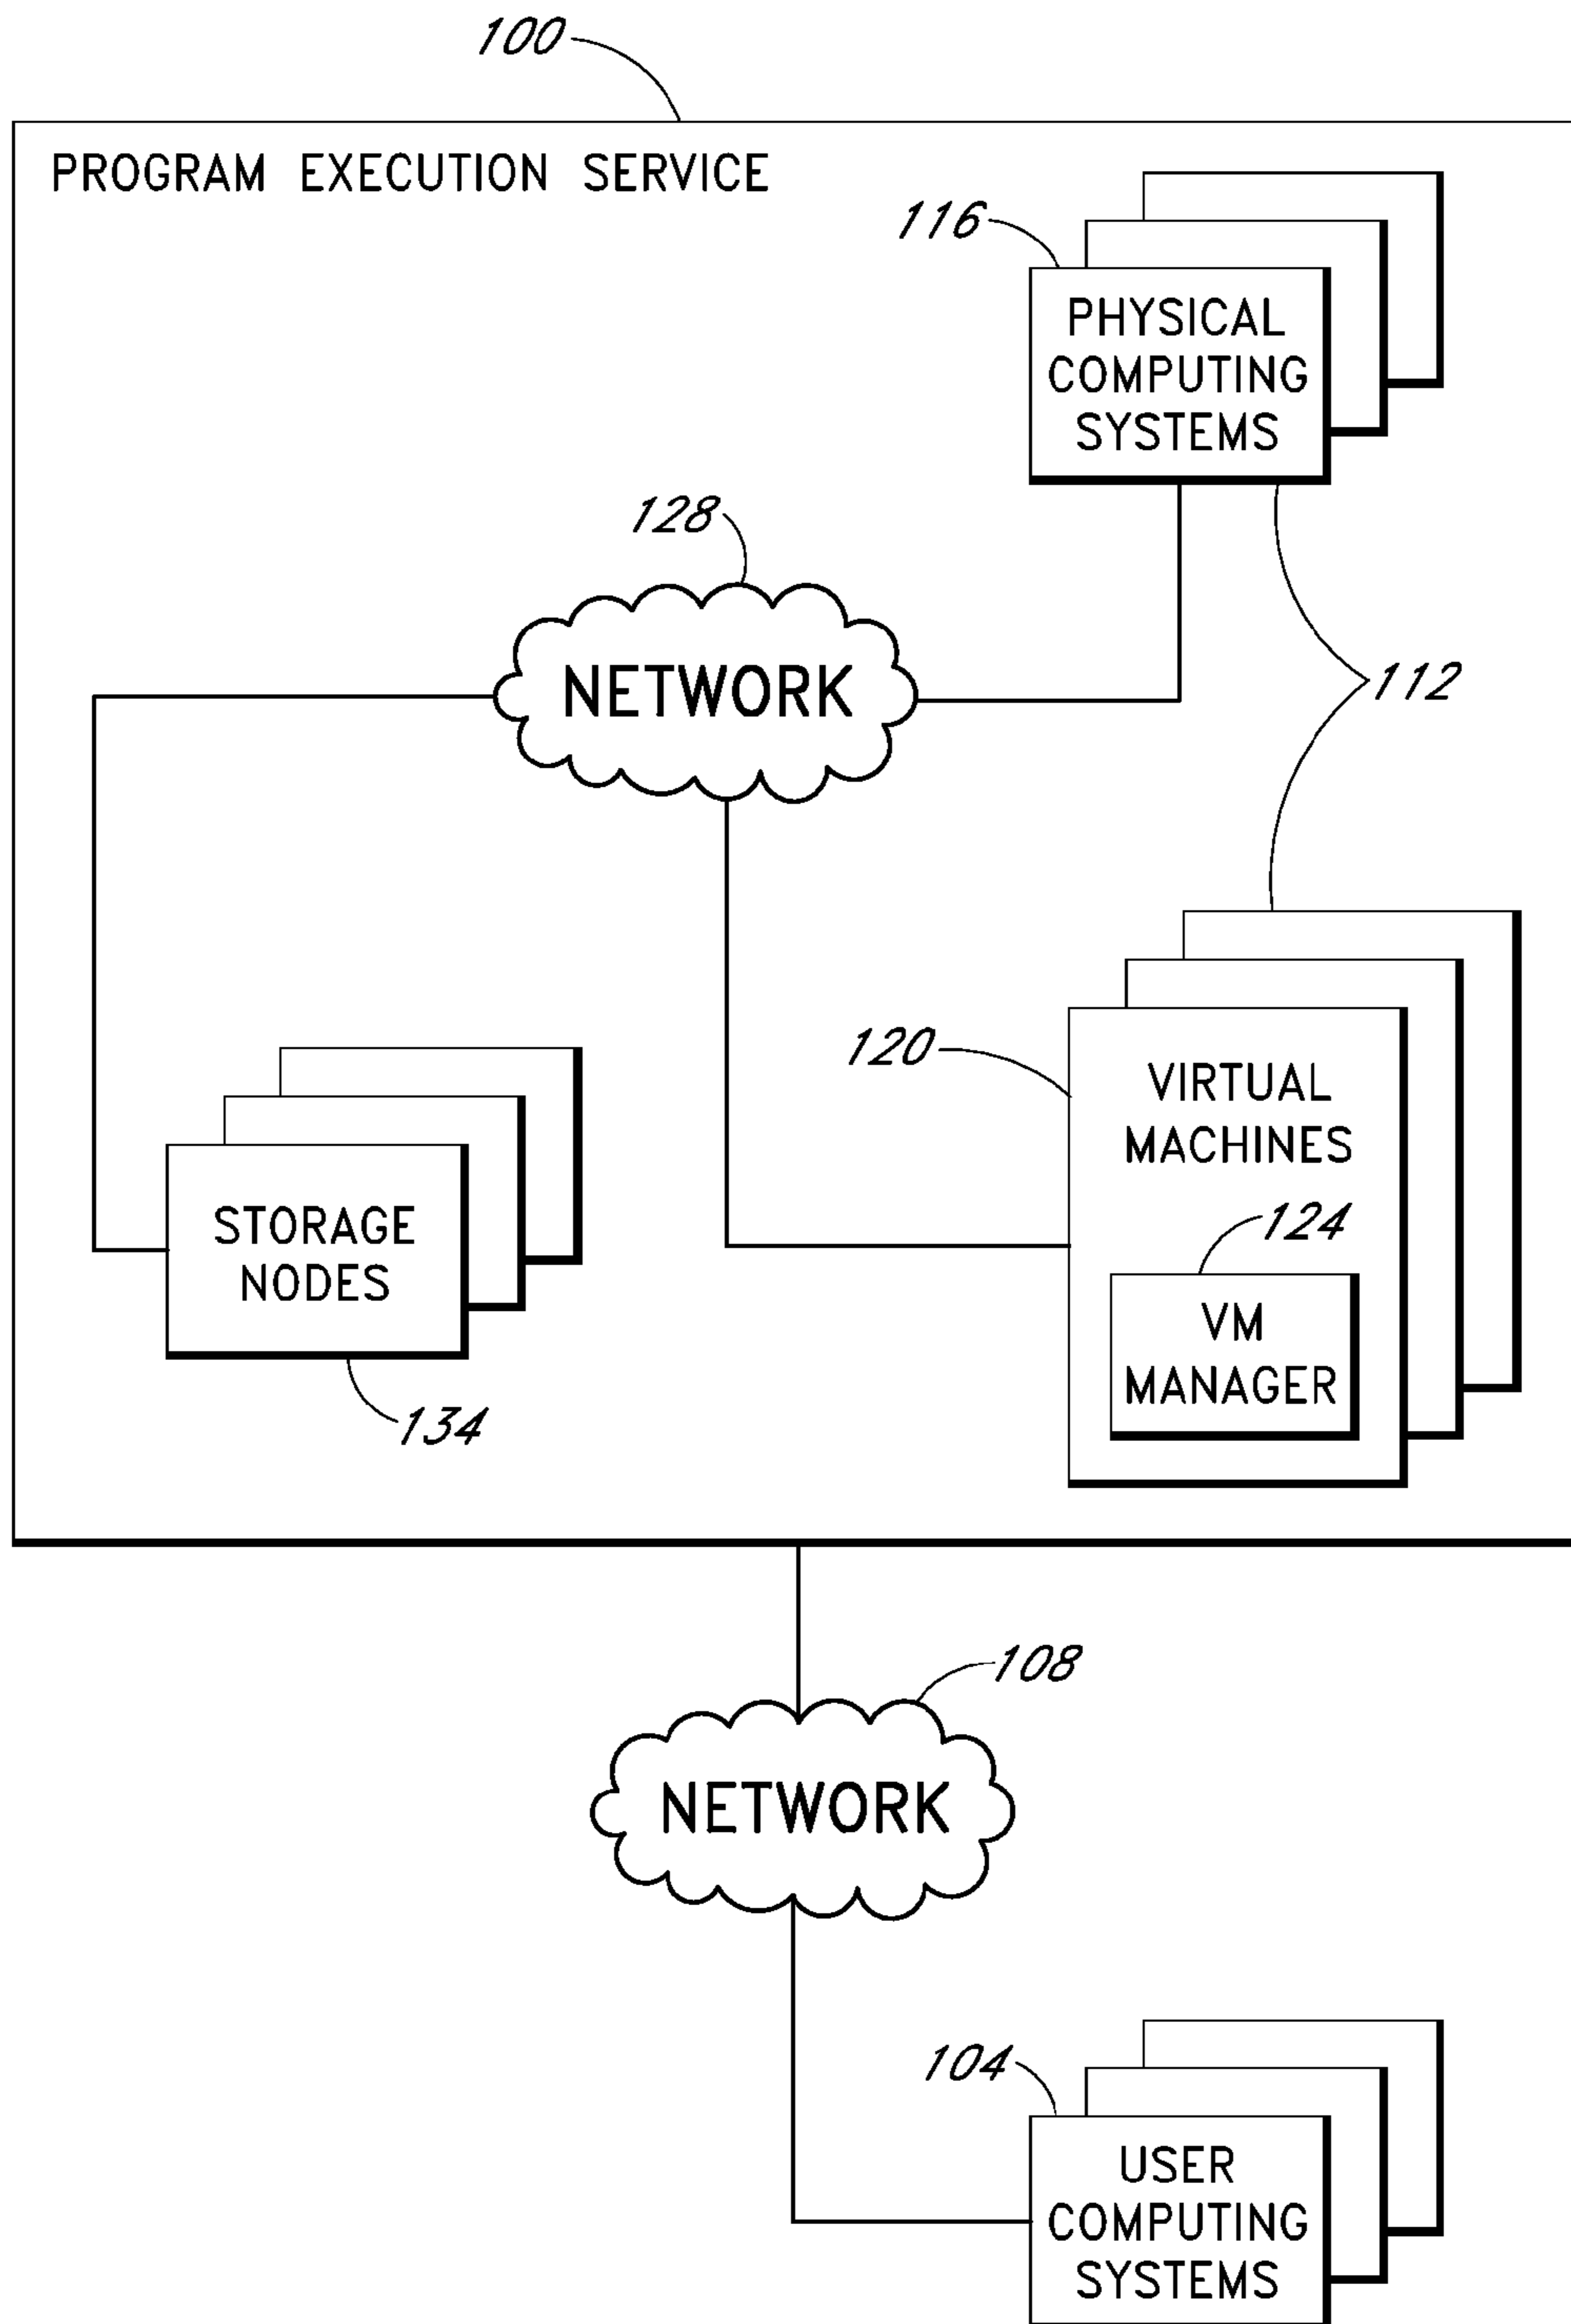 100
PROGRAM EXECUTION SERVICE
116
PHYSICAL
COMPUTING
SYSTEMS
128
NETWORK
112
120
VIRTUAL
MACHINES
124
VM
MANAGER
STORAGE
NODES
134
108
NETWORK
104
USER
COMPUTING
SYSTEMS